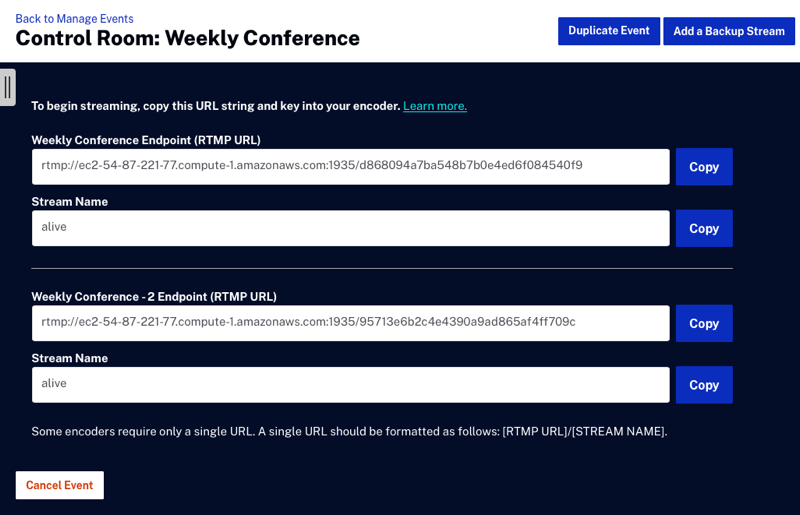 Back to Manage Events
Control Room: Weekly Conference
Duplicate Event
Add a Backup Stream
To begin streaming, copy this URL string and key into your encoder. Learn more.
Weekly Conference Endpoint (RTMP URL)
rtmp://ec2-54-87-221-77.compute-1.amazonaws.com:1935/d868094a7ba548b7b0e4ed6f084540f9
Copy
Stream Name
alive
Copy
Weekly Conference - 2 Endpoint (RTMP URL)
rtmp://ec2-54-87-221-77.compute-1.amazonaws.com:1935/95713e6b2c4e4390a9ad865af4ff709c
Copy
Stream Name
alive
Copy
Some encoders require only a single URL. A single URL should be formatted as follows: [RTMP URL]/[STREAM NAME].
Cancel Event